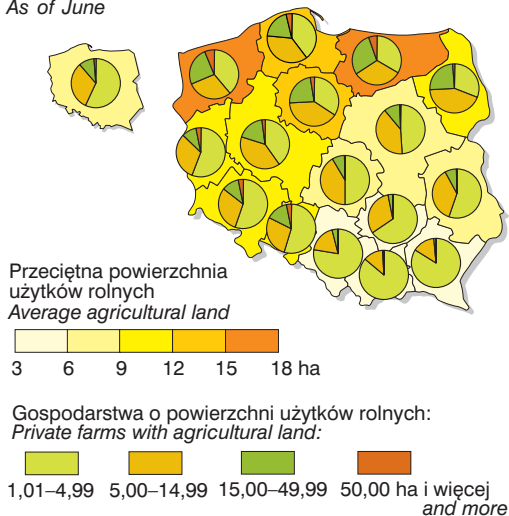 As of June
Przeciętna powierzchnia
użytków rolnych
Average agricultural land
3 6 9 12 15 18 ha
Gospodarstwa o powierzchni użytków rolnych:
Private farms with agricultural land:
1,01–4,99 5,00–14,99 15,00–49,99 50,00 ha i więcej
and more